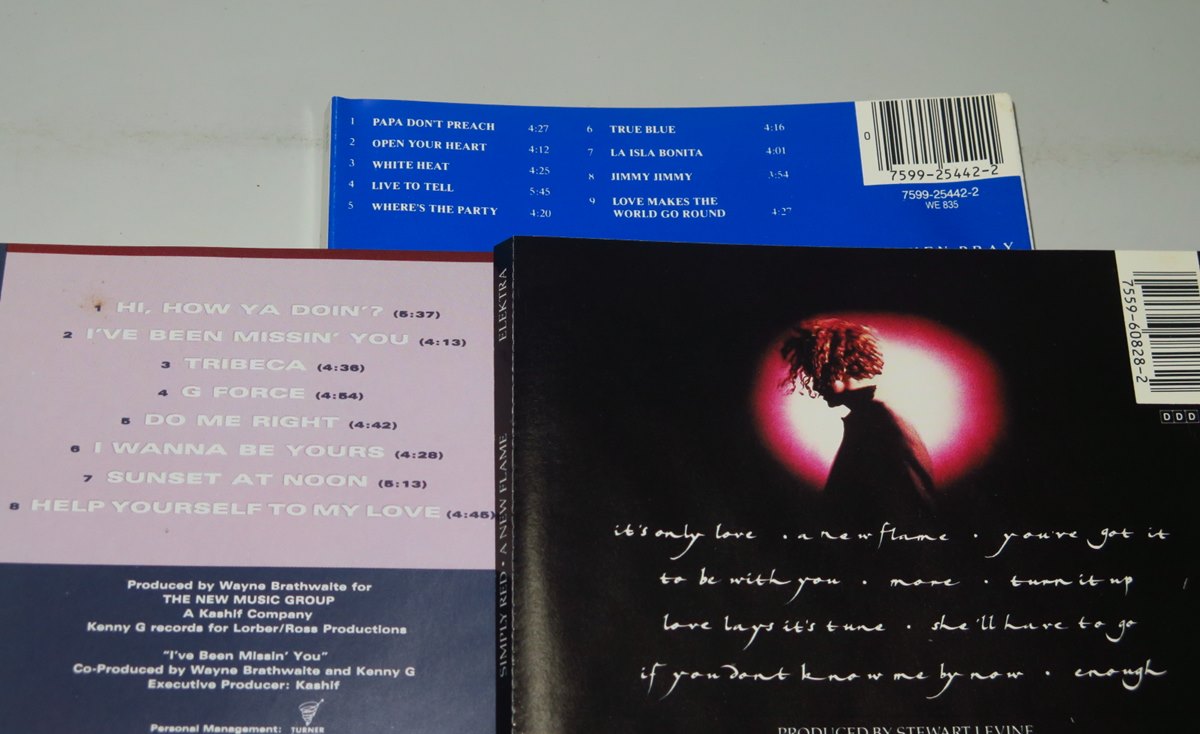 1 PAPA DON'T PREACH 4:27
2 OPEN YOUR HEART 4:12
3 WHITE HEAT 4:25
4 LIVE TO TELL 5:45
5 WHERE'S THE PARTY 4:20
6 TRUE BLUE 4:16
7 LA ISLA BONITA 4:01
8 JIMMY JIMMY 3:54
9 LOVE MAKES THE
WORLD GO ROUND 4:27
0
7599-25442-2
7599-25442-2
WE 835
1 HI, HOW YA DOIN'? (5:37)
2 I'VE BEEN MISSIN' YOU (4:13)
3 TRIBECA (4:36)
4 G FORCE (4:54)
5 DO ME RIGHT (4:42)
6 I WANNA BE YOURS (4:28)
7 SUNSET AT NOON (5:13)
8 HELP YOURSELF TO MY LOVE (4:45)
Produced by Wayne Brathwaite for
THE NEW MUSIC GROUP
A Kashif Company
Kenny G records for Lorber/Ross Productions
"I've Been Missin' You"
Co-Produced by Wayne Brathwaite and Kenny G
Executive Producer: Kashif
Personal Management: TURNER
SIMPLY RED • A NEW FLAME ELEKTRA
7559-60828-2
DDD
it's only love • a new flame • you've got it
to be with you • more • turn it up
love lays it's tune • she'll have to go
if you dont know me by now • enough
PRODUCED BY STEWART LEVINE